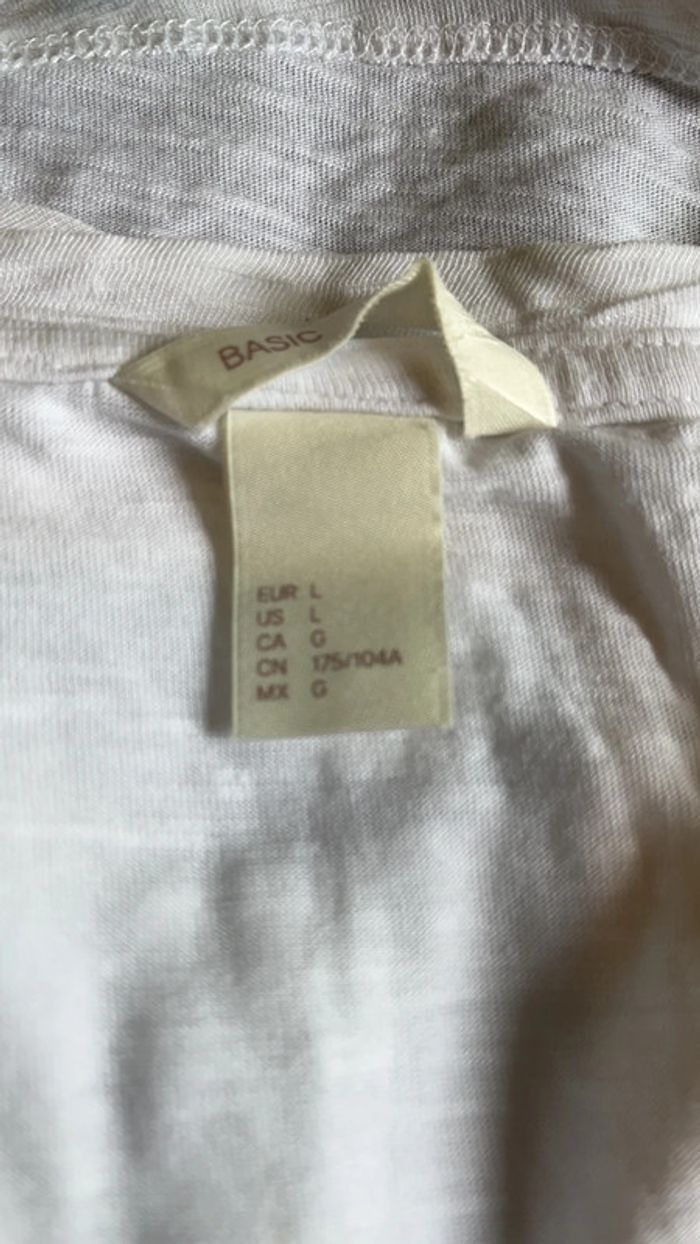 BASIC
EUR L
US L
CA G
CN 175/104A
MX G